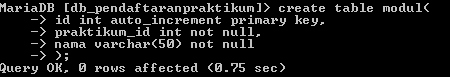 MariaDB [db_pendaftaranpraktikum]> create table modul(
    -> id int auto_increment primary key,
    -> praktikum_id int not null,
    -> nama varchar(50) not null
    -> );
Query OK, 0 rows affected (0.75 sec)